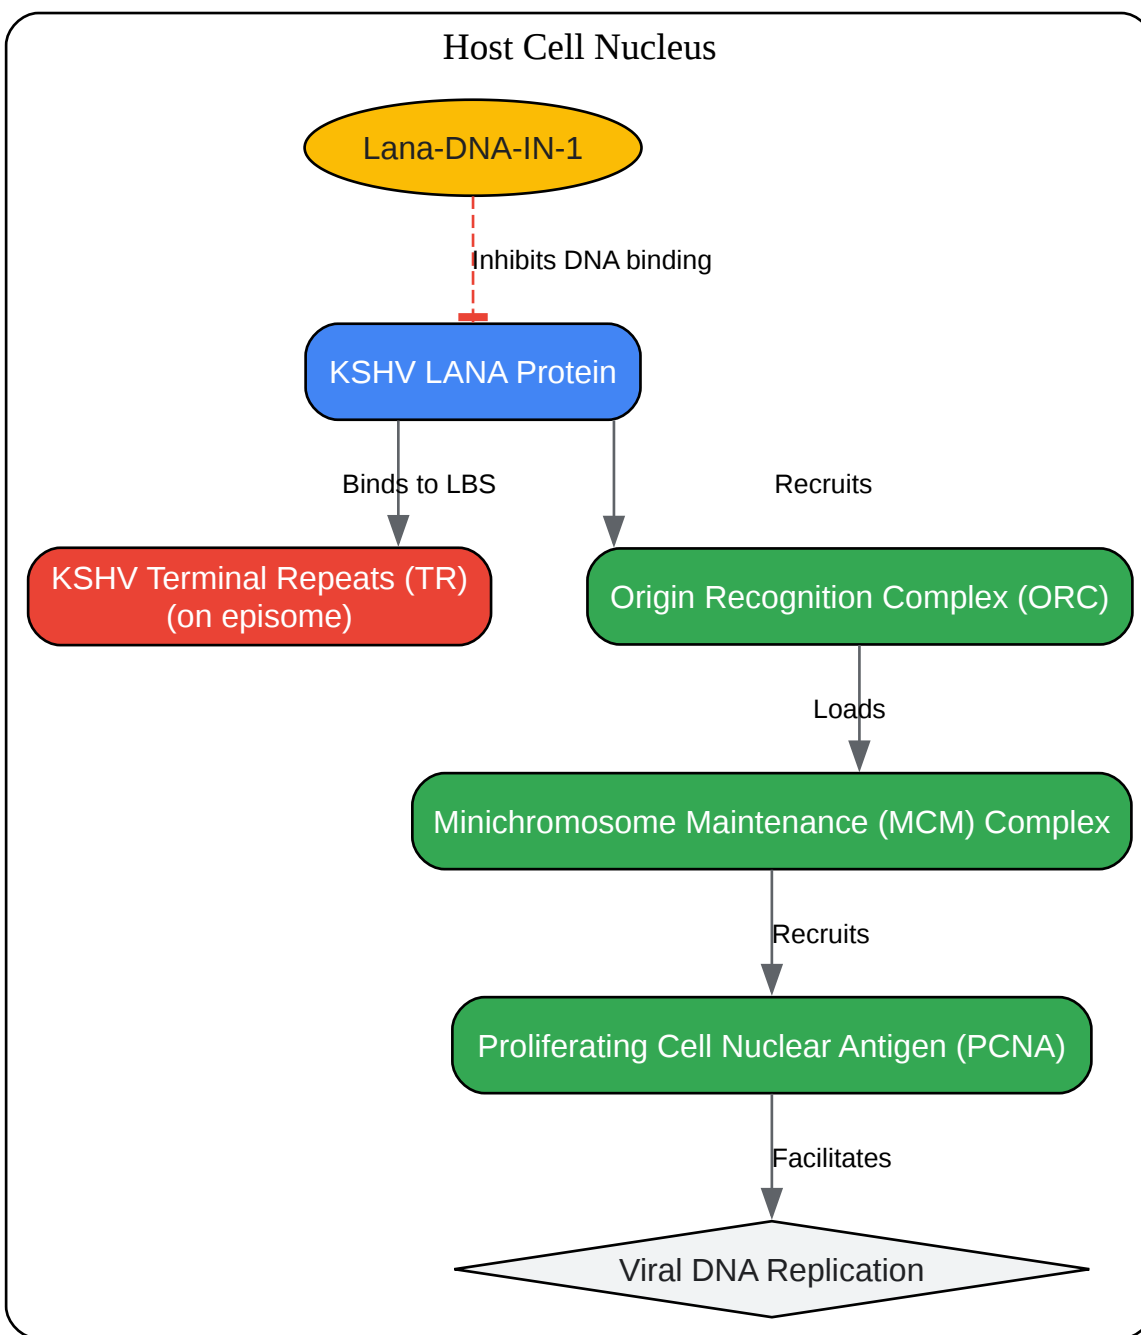 Host Cell Nucleus
Lana-DNA-IN-1
Inhibits DNA binding
KSHV LANA Protein
Binds to LBS
Recruits
KSHV Terminal Repeats (TR)
(on episome)
Origin Recognition Complex (ORC)
Loads
Minichromosome Maintenance (MCM) Complex
Recruits
Proliferating Cell Nuclear Antigen (PCNA)
Facilitates
Viral DNA Replication